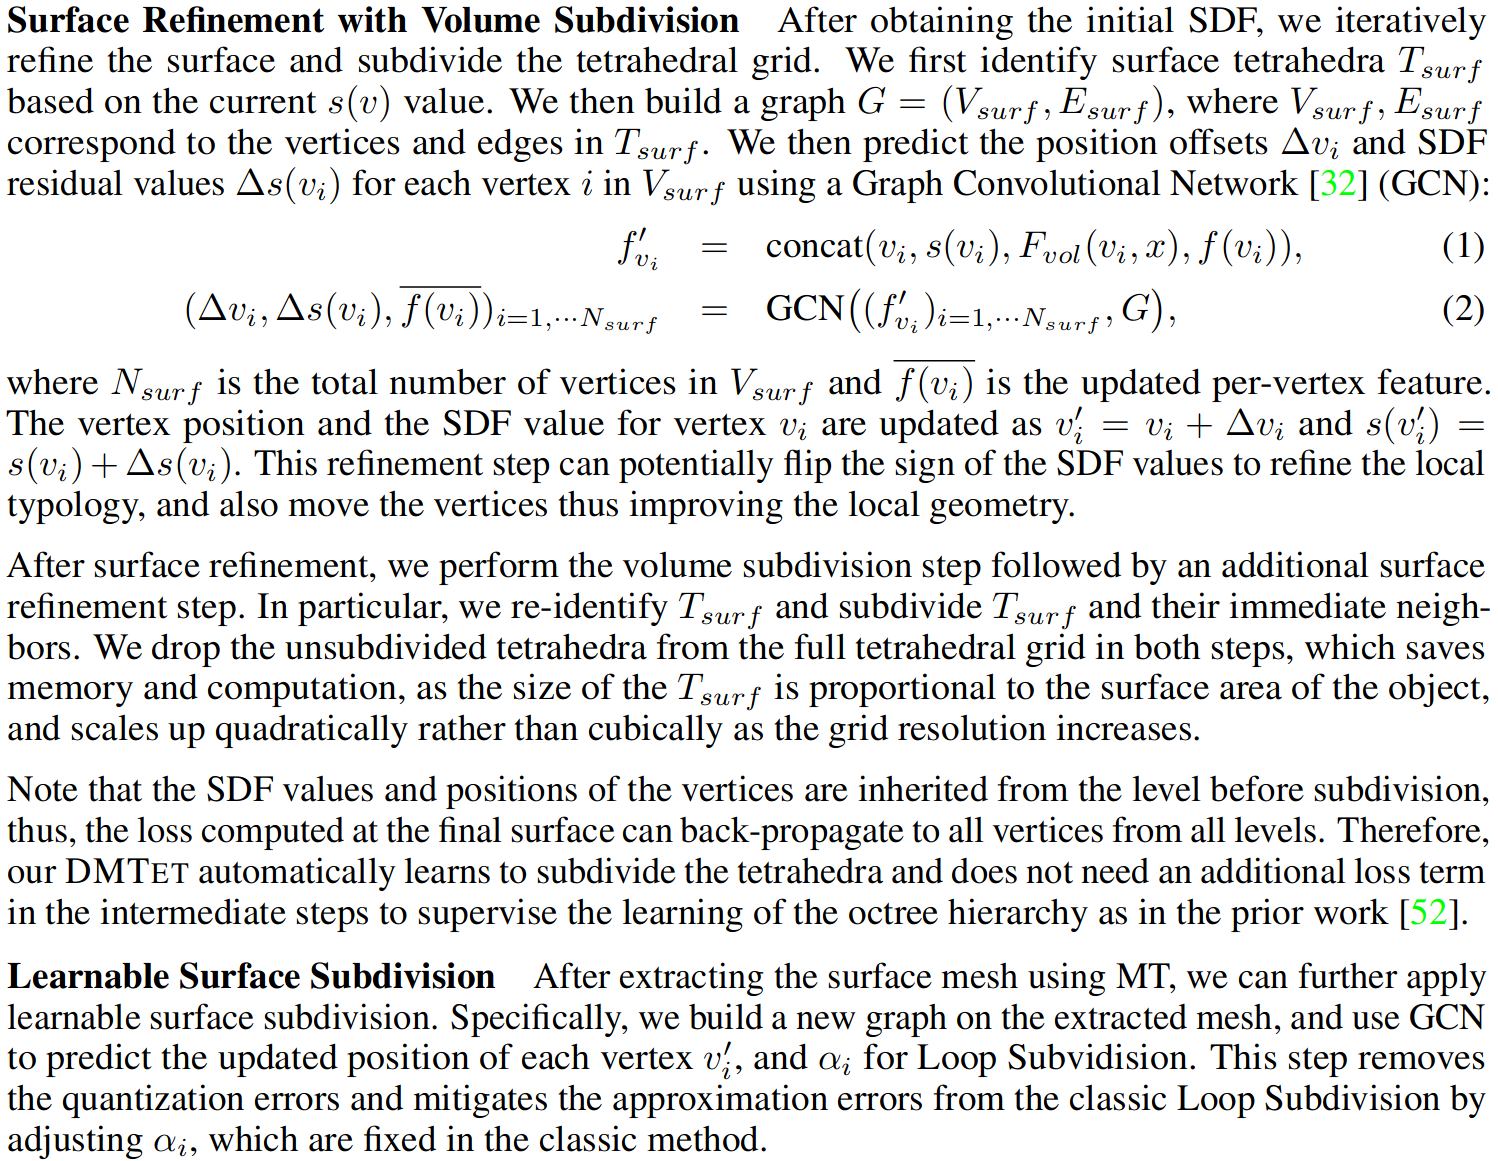 Surface Refinement with Volume Subdivision After obtaining the initial SDF, we iteratively
refine the surface and subdivide the tetrahedral grid. We first identify surface tetrahedra $T_{surf}$
based on the current $s(v)$ value. We then build a graph $G = (V_{surf}, E_{surf})$, where $V_{surf}, E_{surf}$
correspond to the vertices and edges in $T_{surf}$. We then predict the position offsets $\Delta v_i$ and SDF
residual values $\Delta s(v_i)$ for each vertex $i$ in $V_{surf}$ using a Graph Convolutional Network [32] (GCN):
$f'_{v_i} = \text{concat}(v_i, s(v_i), F_{vol}(v_i, x), f(v_i)),$ (1)
$(\Delta v_i, \Delta s(v_i), \overline{f(v_i)})_{i=1,\cdots N_{surf}} = \text{GCN}\big((f'_{v_i})_{i=1,\cdots N_{surf}}, G\big),$ (2)
where $N_{surf}$ is the total number of vertices in $V_{surf}$ and $\overline{f(v_i)}$ is the updated per-vertex feature.
The vertex position and the SDF value for vertex $v_i$ are updated as $v'_i = v_i + \Delta v_i$ and $s(v'_i) =$
$s(v_i) + \Delta s(v_i)$. This refinement step can potentially flip the sign of the SDF values to refine the local
typology, and also move the vertices thus improving the local geometry.
After surface refinement, we perform the volume subdivision step followed by an additional surface
refinement step. In particular, we re-identify $T_{surf}$ and subdivide $T_{surf}$ and their immediate neigh-
bors. We drop the unsubdivided tetrahedra from the full tetrahedral grid in both steps, which saves
memory and computation, as the size of the $T_{surf}$ is proportional to the surface area of the object,
and scales up quadratically rather than cubically as the grid resolution increases.
Note that the SDF values and positions of the vertices are inherited from the level before subdivision,
thus, the loss computed at the final surface can back-propagate to all vertices from all levels. Therefore,
our DMTET automatically learns to subdivide the tetrahedra and does not need an additional loss term
in the intermediate steps to supervise the learning of the octree hierarchy as in the prior work [52].
Learnable Surface Subdivision After extracting the surface mesh using MT, we can further apply
learnable surface subdivision. Specifically, we build a new graph on the extracted mesh, and use GCN
to predict the updated position of each vertex $v'_i$, and $\alpha_i$ for Loop Subvidision. This step removes
the quantization errors and mitigates the approximation errors from the classic Loop Subdivision by
adjusting $\alpha_i$, which are fixed in the classic method.